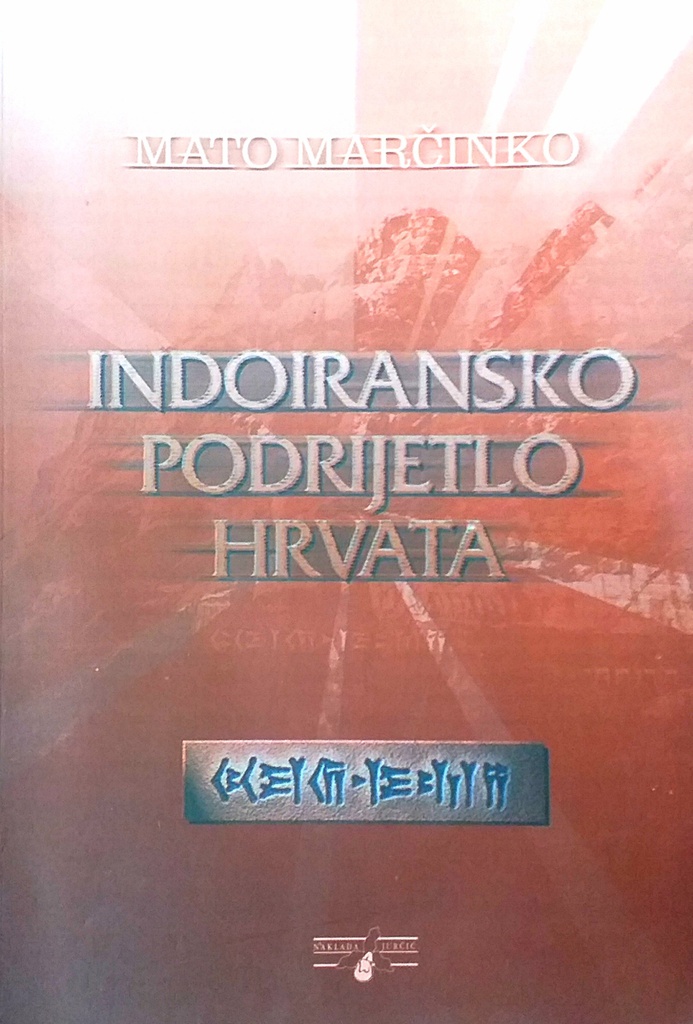 MATO MARČINKO
INDOIRANSKO
PODRIJETLO
HRVATA
NAKLADA JURČIĆ